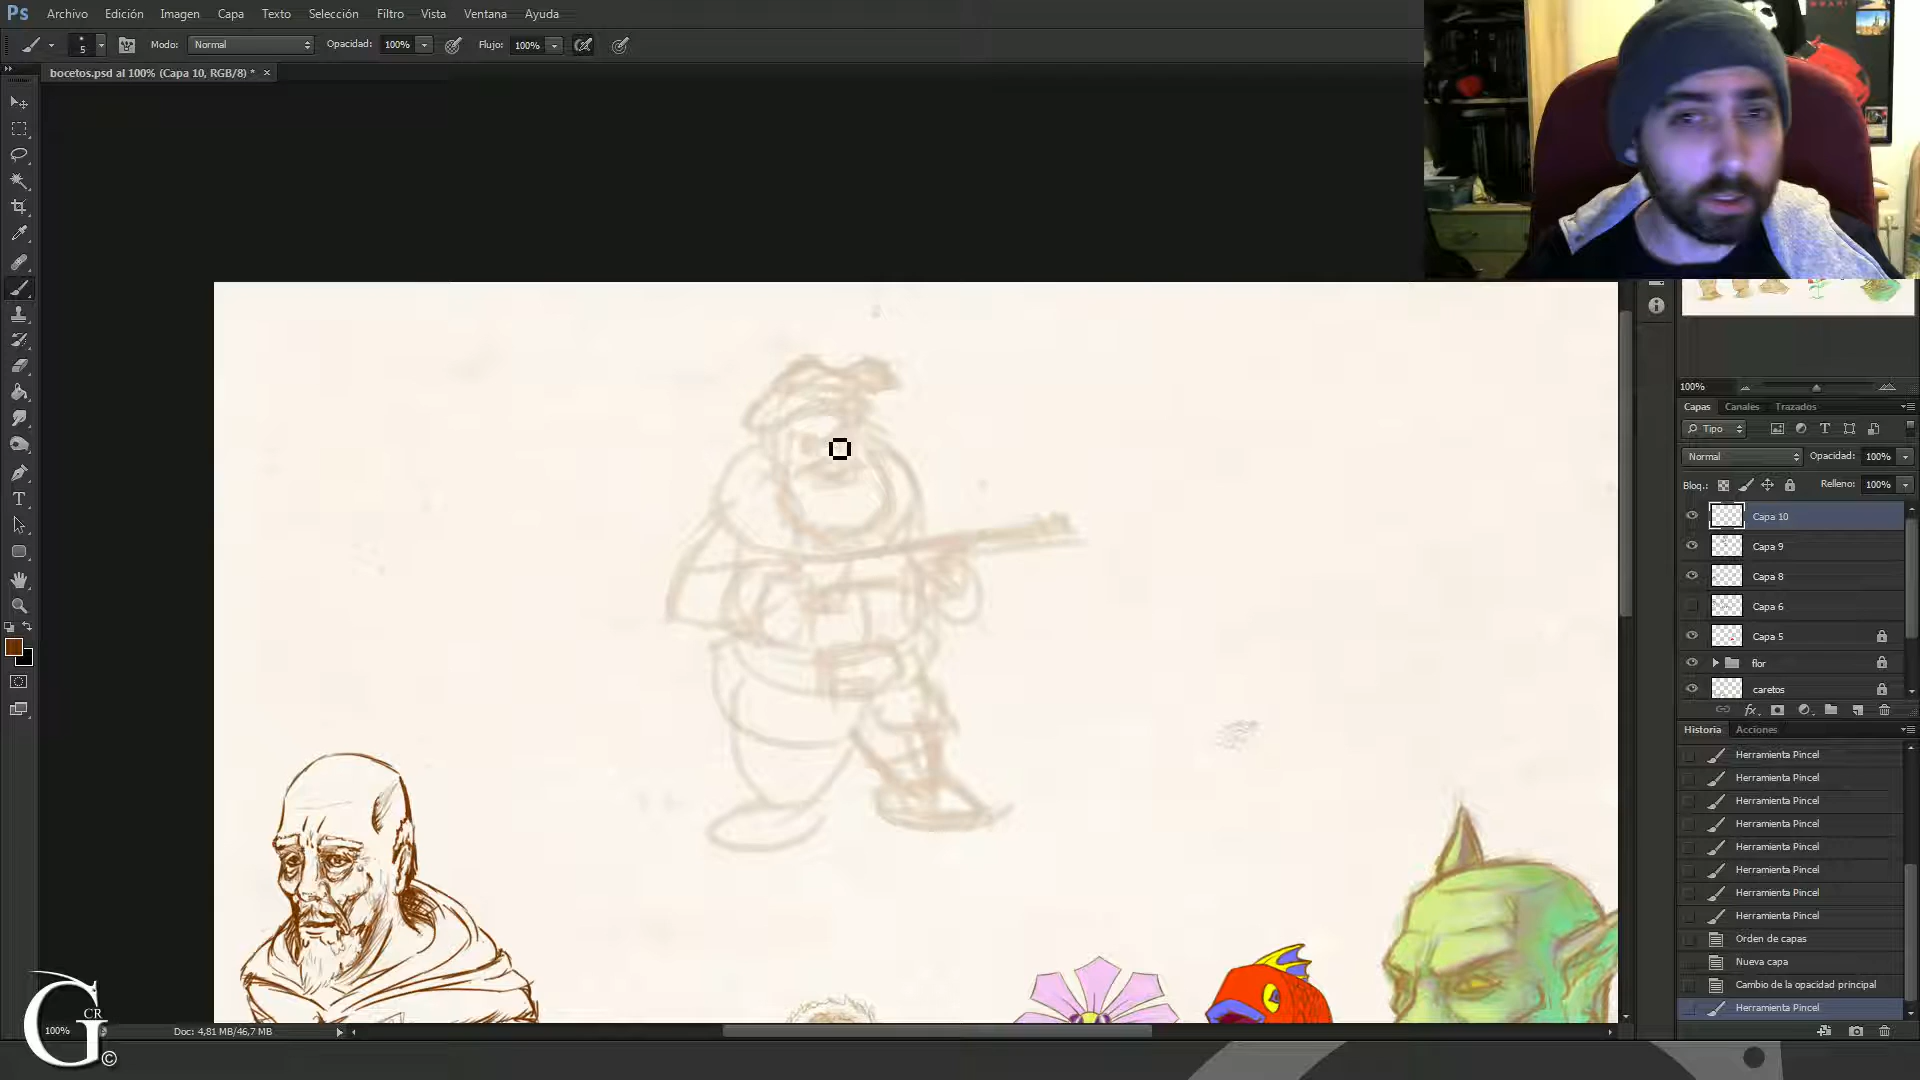 Ps Archivo Edición Imagen Capa Texto Selección Filtro Vista Ventana Ayuda
5 Modo: Normal Opacidad: 100% Flujo: 100%
bocetos.psd al 100% (Capa 10, RGB/8) * ×
100%
Capas Canales Trazados
Tipo
Normal Opacidad: 100%
Bloq.: Relleno: 100%
Capa 10
Capa 9
Capa 8
Capa 6
Capa 5
flor
caretos
fx
Historia Acciones
Herramienta Pincel
Herramienta Pincel
Herramienta Pincel
Herramienta Pincel
Herramienta Pincel
Herramienta Pincel
Herramienta Pincel
Herramienta Pincel
Orden de capas
Nueva capa
Cambio de la opacidad principal
Herramienta Pincel
100% Doc: 4,81 MB/46,7 MB
G CR ©